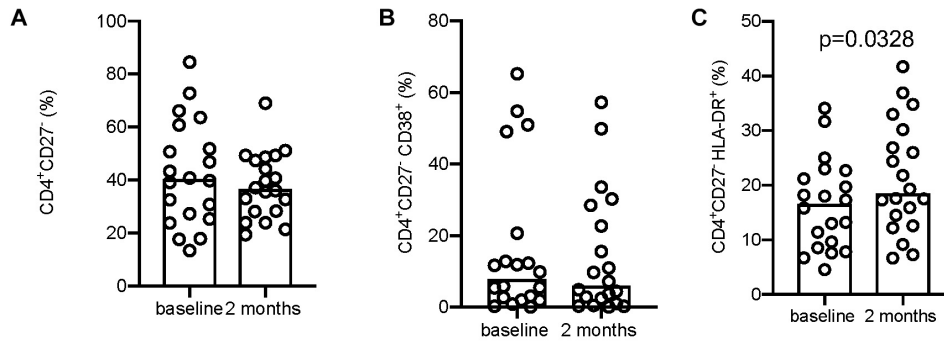 A
CD4⁺CD27⁻ (%)
100
80
60
40
20
0
baseline 2 months
B
CD4⁺CD27⁻ CD38⁺ (%)
80
60
40
20
0
baseline 2 months
C
CD4⁺CD27⁻ HLA-DR⁺ (%)
p=0.0328
50
40
30
20
10
0
baseline 2 months